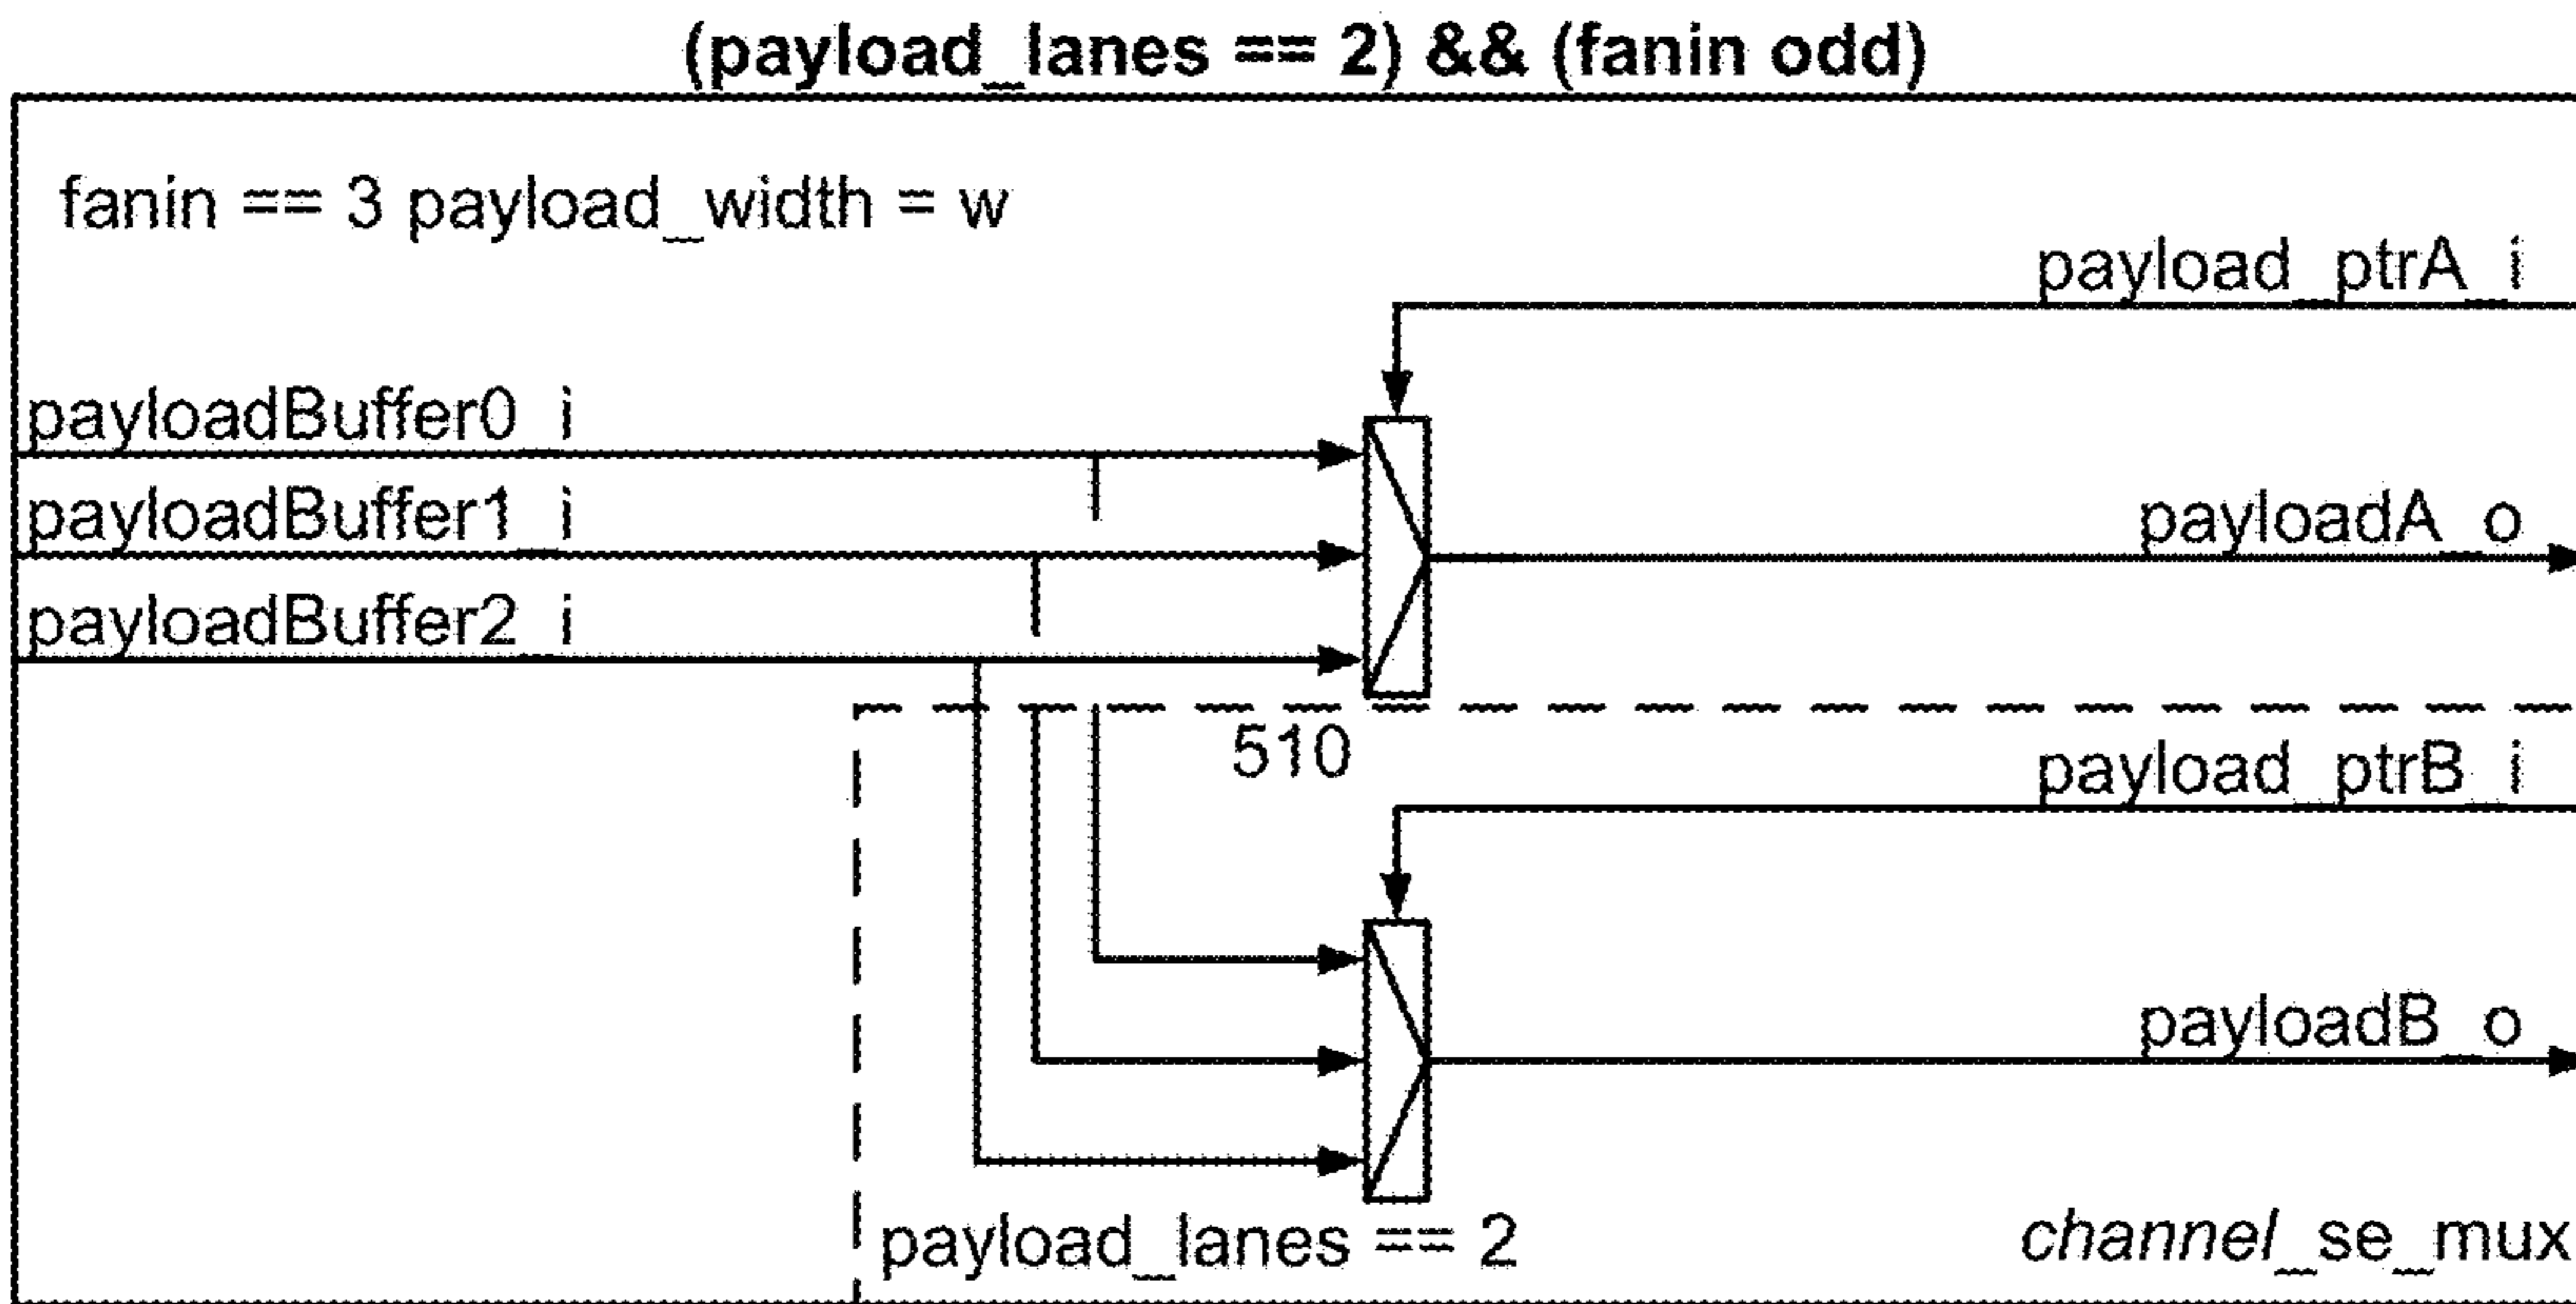 (payload_lanes == 2) && (fanin odd)
fanin == 3 payload_width = w
payload_ptrA_i
payloadBuffer0_i
payloadBuffer1_i
payloadA_o
payloadBuffer2_i
510
payload_ptrB_i
payloadB_o
payload_lanes == 2
channel_se_mux